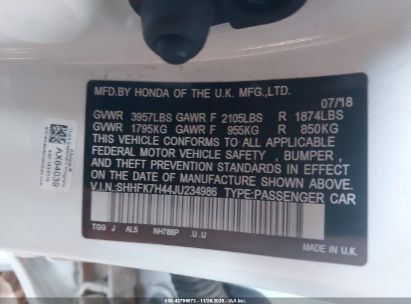 MFD.BY HONDA OF THE U.K. MFG.,LTD.
07/18
GVWR 3957LBS GAWR F 2105LBS R 1874LBS
GVWR 1795KG GAWR F 955KG R 850KG
THIS VEHICLE CONFORMS TO ALL APPLICABLE
FEDERAL MOTOR VEHICLE SAFETY , BUMPER ,
AND THEFT PREVENTION STANDARDS IN EFFECT
ON THE DATE OF MANUFACTURE SHOWN ABOVE.
V.I.N:SHHFK7H44JU234986 TYPE:PASSENGER CAR
TGG J AL5 NH788P .U .U
MADE IN U.K.
AX64039